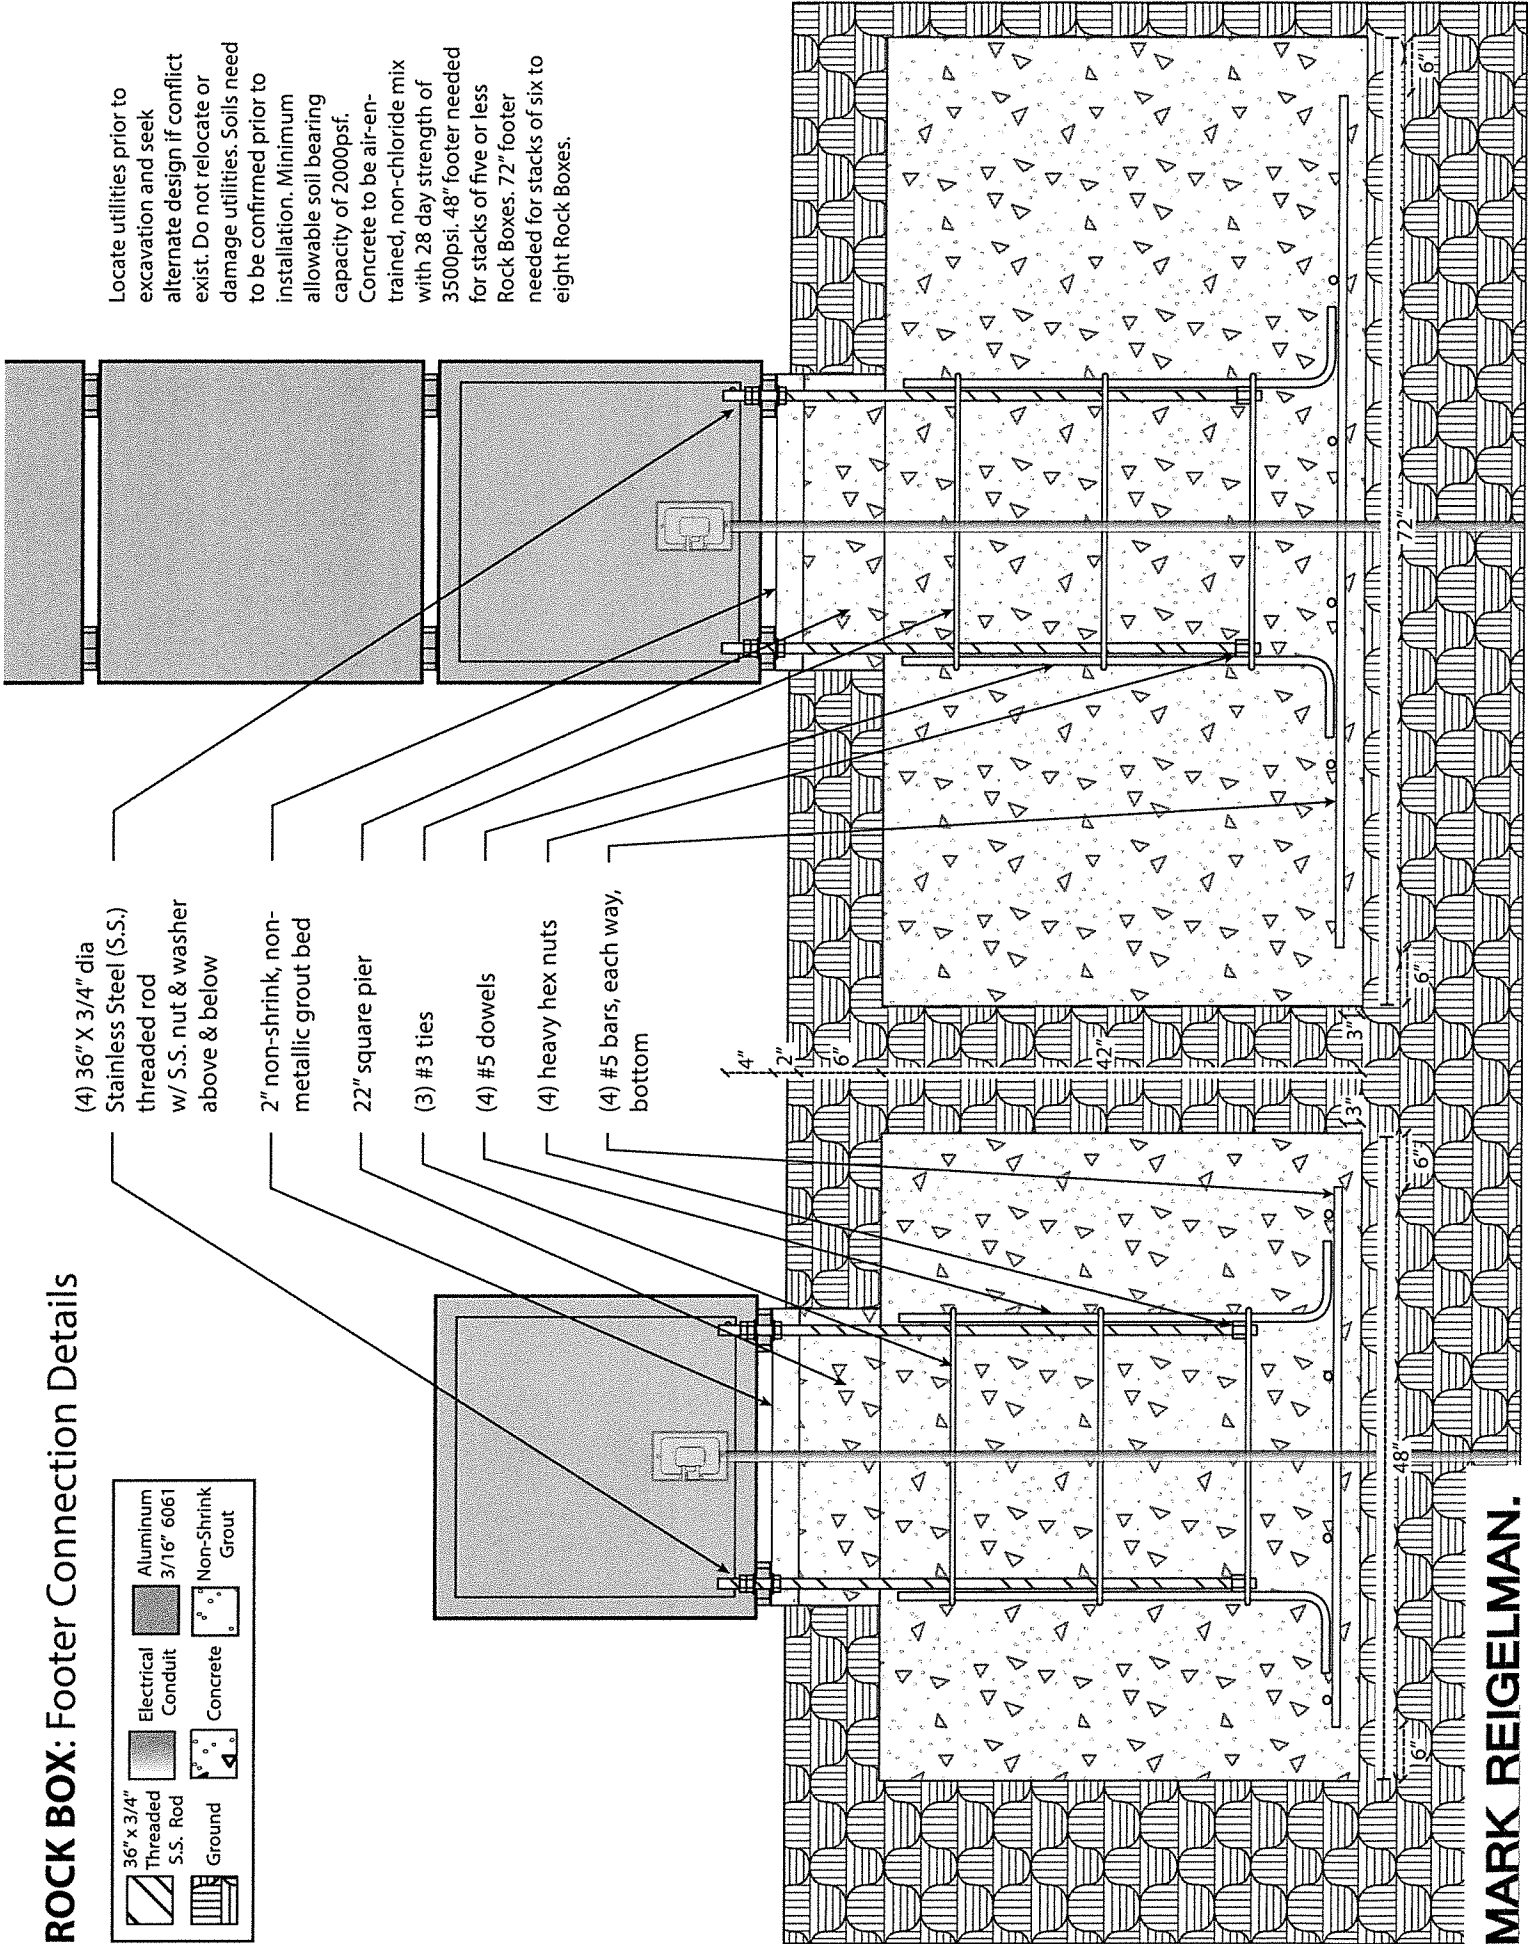 ROCK BOX: Footer Connection Details
36"x 3/4"
Threaded
S.S. Rod
Electrical
Conduit
Aluminum
3/16" 6061
Ground
Concrete
Non-Shrink
Grout
(4) 36" X 3/4" dia
Stainless Steel (S.S.)
threaded rod
w/ S.S. nut & washer
above & below
2" non-shrink, non-
metallic grout bed
22" square pier
(3) #3 ties
(4) #5 dowels
(4) heavy hex nuts
(4) #5 bars, each way,
bottom
Locate utilities prior to
excavation and seek
alternate design if conflict
exist. Do not relocate or
damage utilities. Soils need
to be confirmed prior to
installation. Minimum
allowable soil bearing
capacity of 2000psf.
Concrete to be air-en-
trained, non-chloride mix
with 28 day strength of
3500psi. 48" footer needed
for stacks of five or less
Rock Boxes. 72" footer
needed for stacks of six to
eight Rock Boxes.
4"
2"
6"
42"
3"
3"
6"
48"
6"
6"
72"
6"
MARK REIGELMAN.